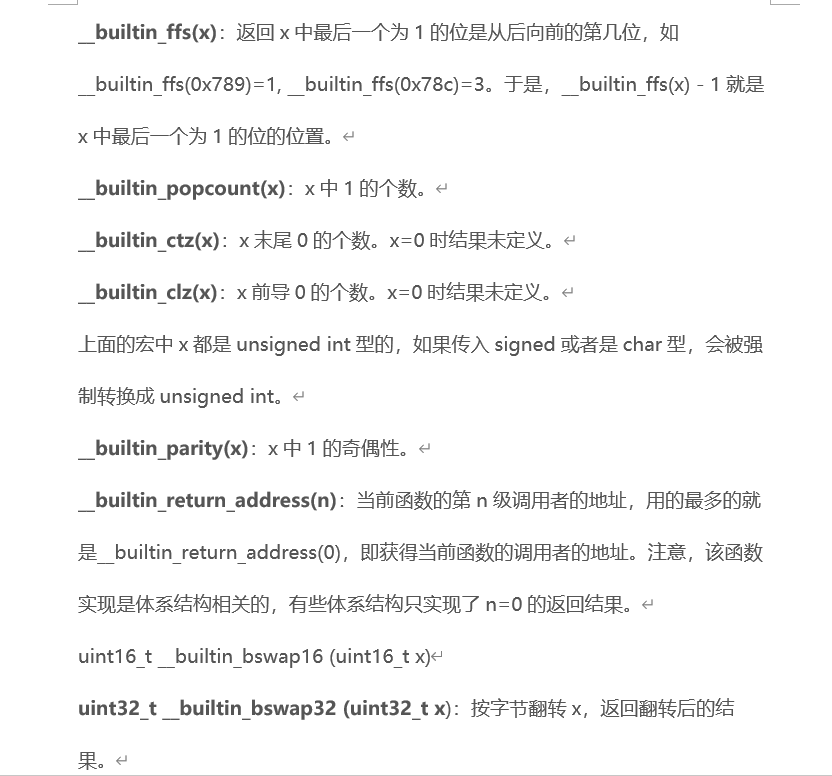 __builtin_ffs(x)：返回 x 中最后一个为 1 的位是从后向前的第几位，如
__builtin_ffs(0x789)=1, __builtin_ffs(0x78c)=3。于是，__builtin_ffs(x) - 1 就是
x 中最后一个为 1 的位的位置。↵
__builtin_popcount(x)：x 中 1 的个数。↵
__builtin_ctz(x)：x 末尾 0 的个数。x=0 时结果未定义。↵
__builtin_clz(x)：x 前导 0 的个数。x=0 时结果未定义。↵
上面的宏中 x 都是 unsigned int 型的，如果传入 signed 或者是 char 型，会被强
制转换成 unsigned int。↵
__builtin_parity(x)：x 中 1 的奇偶性。↵
__builtin_return_address(n)：当前函数的第 n 级调用者的地址，用的最多的就
是__builtin_return_address(0)，即获得当前函数的调用者的地址。注意，该函数
实现是体系结构相关的，有些体系结构只实现了 n=0 的返回结果。↵
uint16_t __builtin_bswap16 (uint16_t x)↵
uint32_t __builtin_bswap32 (uint32_t x)：按字节翻转 x，返回翻转后的结
果。↵